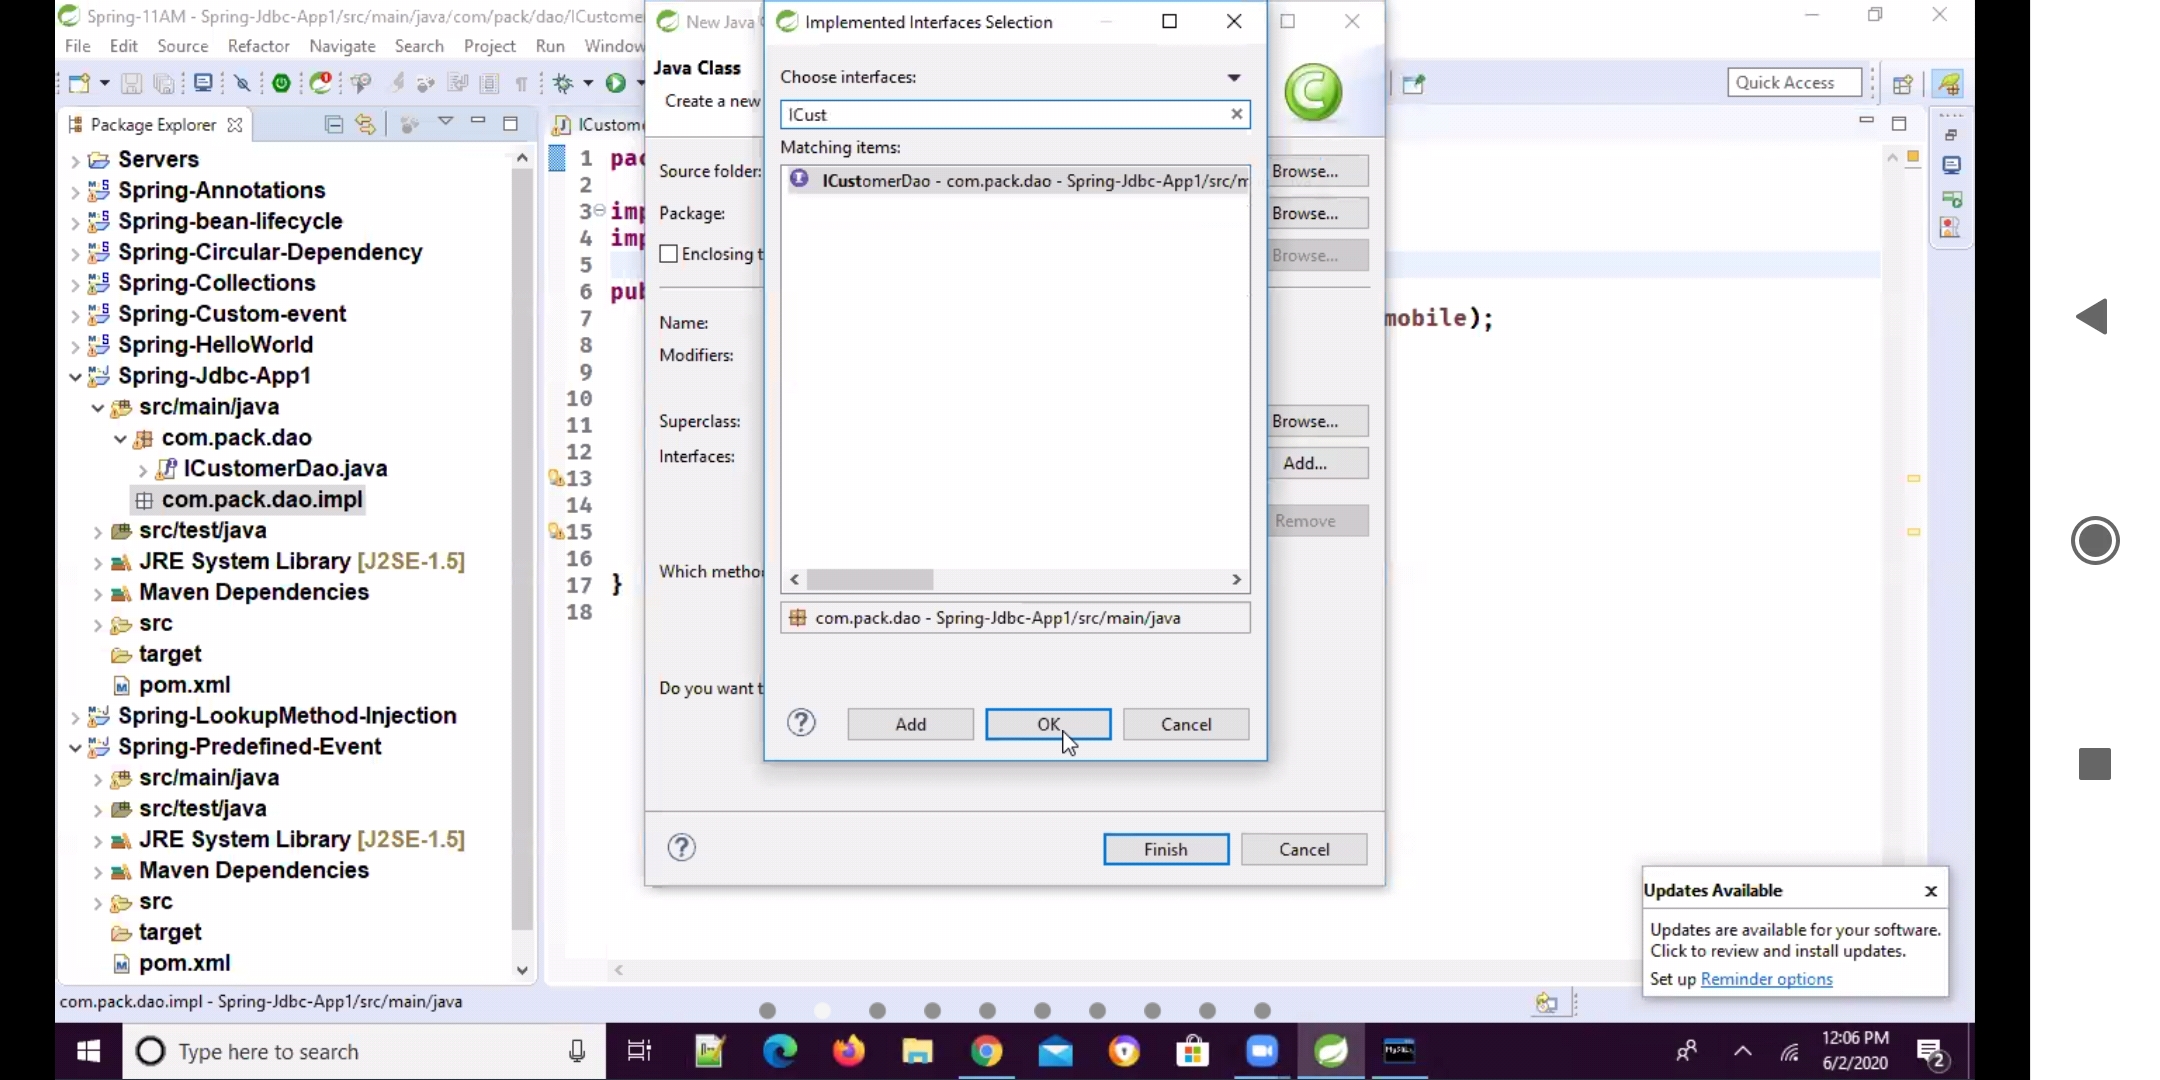 Spring-11AM - Spring-Jdbc-App1/src/main/java/com/pack/dao/ICustome
File Edit Source Refactor Navigate Search Project Run Window
Quick Access
Package Explorer
Servers
Spring-Annotations
Spring-bean-lifecycle
Spring-Circular-Dependency
Spring-Collections
Spring-Custom-event
Spring-HelloWorld
Spring-Jdbc-App1
src/main/java
com.pack.dao
ICustomerDao.java
com.pack.dao.impl
src/test/java
JRE System Library [J2SE-1.5]
Maven Dependencies
src
target
pom.xml
Spring-LookupMethod-Injection
Spring-Predefined-Event
src/main/java
src/test/java
JRE System Library [J2SE-1.5]
Maven Dependencies
src
target
pom.xml
com.pack.dao.impl - Spring-Jdbc-App1/src/main/java
ICustom
1 pac
2
3 imp
4 imp
5
6 pub
7 mobile);
8
9
10
11
12
13
14
15
16
17 }
18
New Java
Java Class
Create a new
Source folder: Browse...
Package: Browse...
Enclosing t Browse...
Name:
Modifiers:
Superclass: Browse...
Interfaces: Add...
Remove
Which metho
Do you want t
Finish Cancel
Implemented Interfaces Selection
Choose interfaces:
ICust
Matching items:
ICustomerDao - com.pack.dao - Spring-Jdbc-App1/src/m
com.pack.dao - Spring-Jdbc-App1/src/main/java
Add OK Cancel
Updates Available
Updates are available for your software.
Click to review and install updates.
Set up Reminder options
Type here to search
12:06 PM
6/2/2020
2